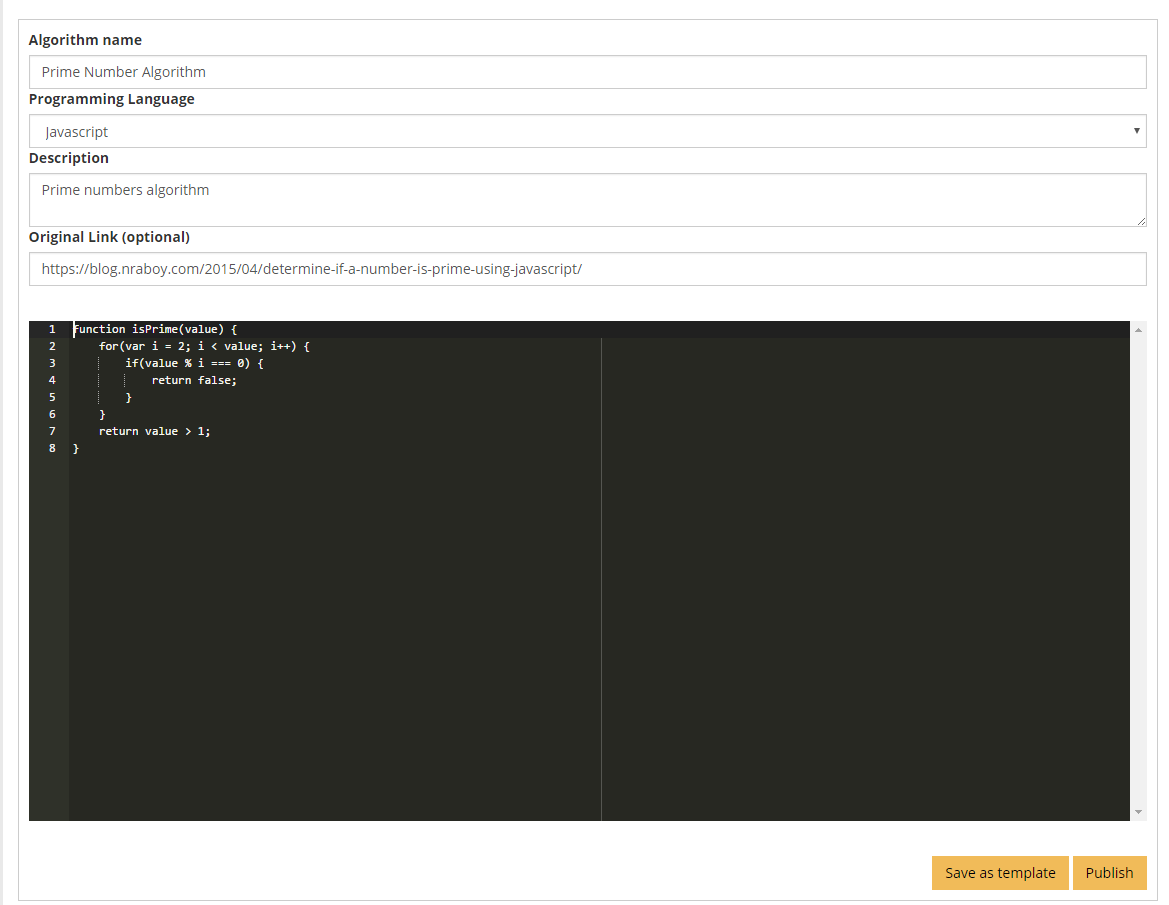 Algorithm name
Prime Number Algorithm
Programming Language
Javascript
Description
Prime numbers algorithm
Original Link (optional)
https://blog.nraboy.com/2015/04/determine-if-a-number-is-prime-using-javascript/
1 function isPrime(value) {
2     for(var i = 2; i < value; i++) {
3         if(value % i === 0) {
4             return false;
5         }
6     }
7     return value > 1;
8 }
Save as template Publish